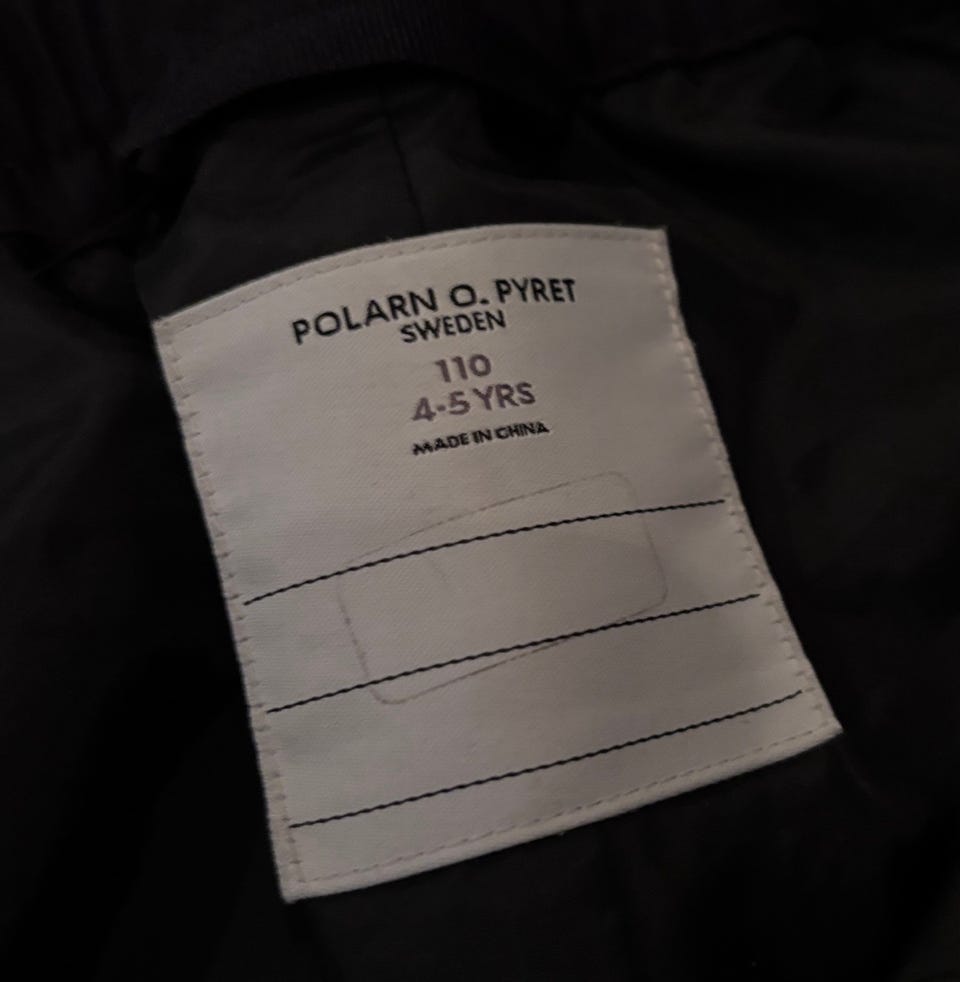 POLARN O. PYRET
SWEDEN
110
4-5 YRS
MADE IN CHINA